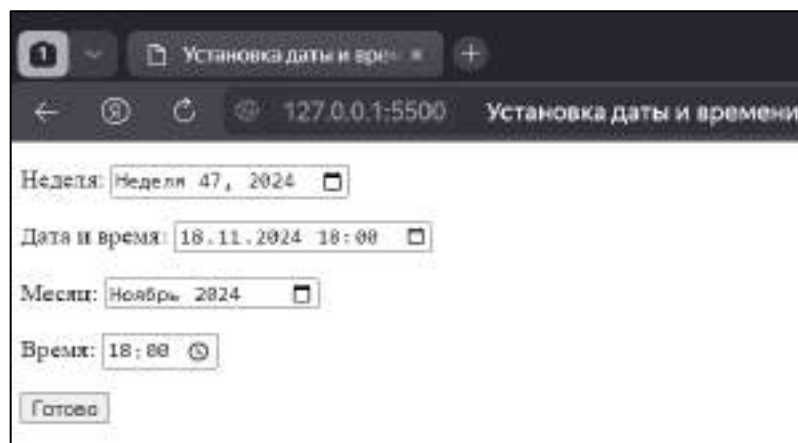 1 Установка даты и врем
Я 127.0.0.1:5500 Установка даты и времени
Неделя: Неделя 47, 2024
Дата и время: 18.11.2024 18:00
Месяц: Ноябрь 2024
Время: 18:00
Готово